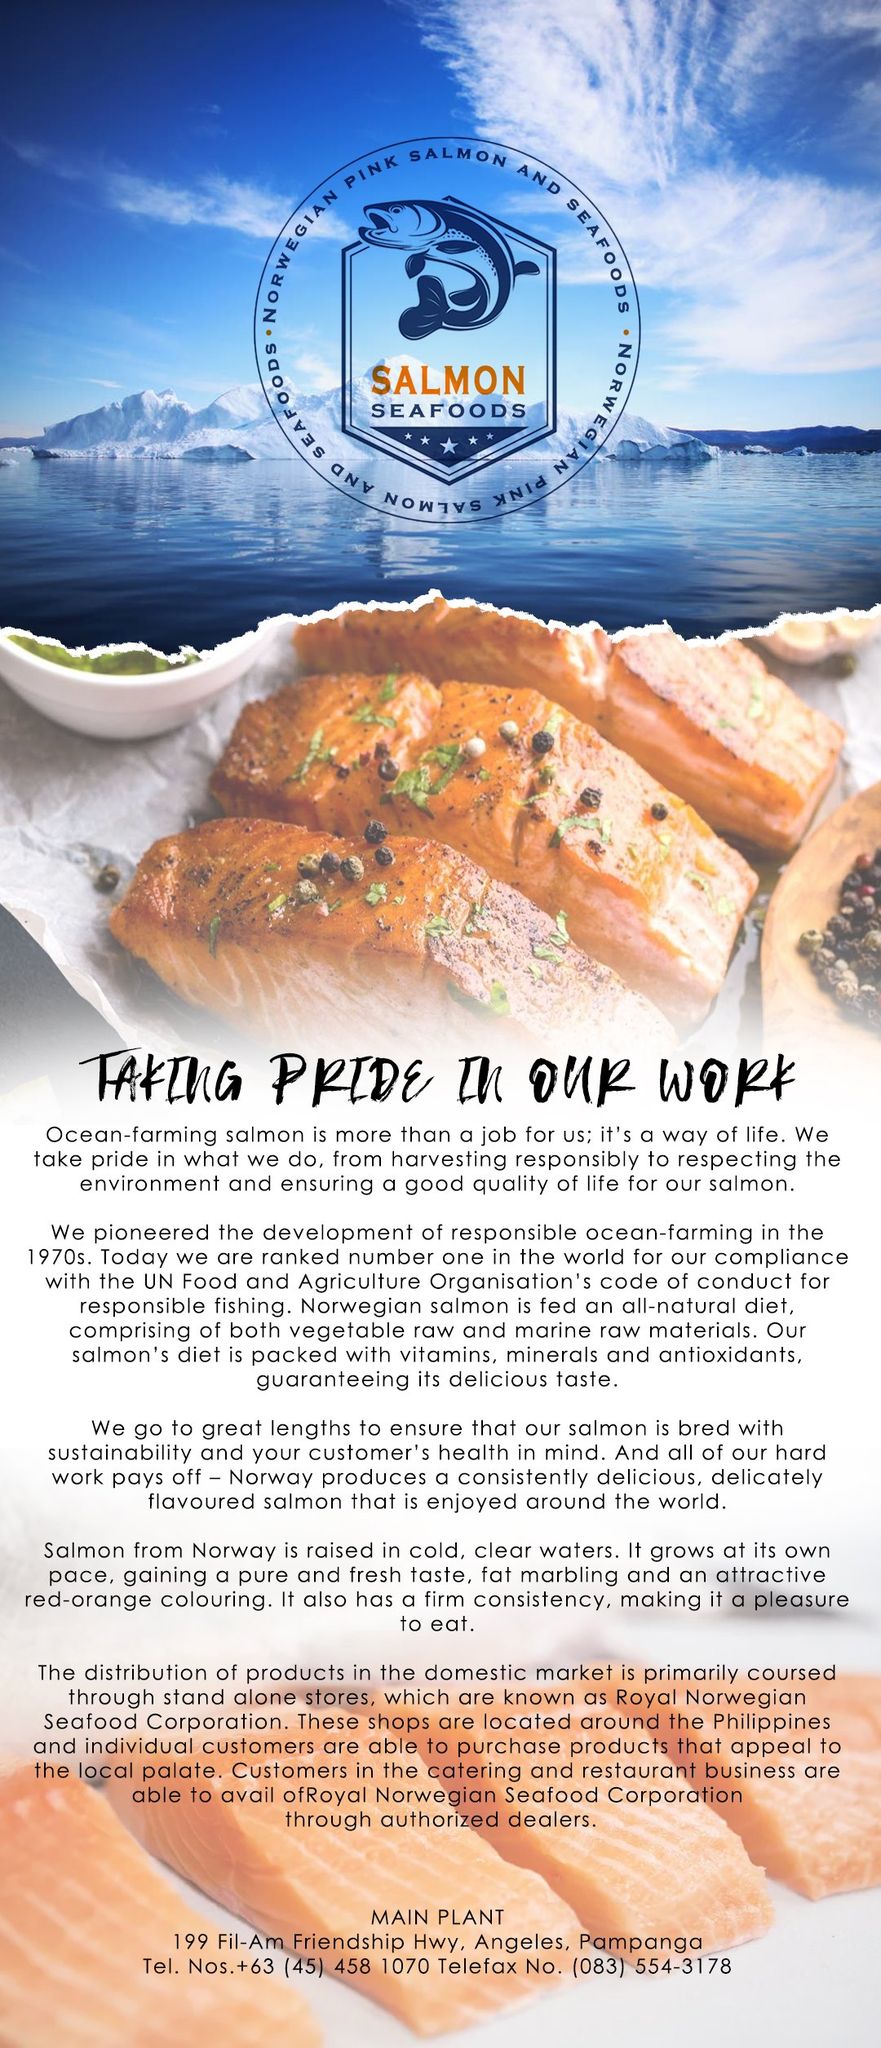 NORWEGIAN PINK SALMON AND SEAFOODS • NORWEGIAN PINK SALMON AND SEAFOODS •
SALMON
SEAFOODS
TAKING PRIDE IN OUR WORK
Ocean-farming salmon is more than a job for us; it's a way of life. We
take pride in what we do, from harvesting responsibly to respecting the
environment and ensuring a good quality of life for our salmon.
We pioneered the development of responsible ocean-farming in the
1970s. Today we are ranked number one in the world for our compliance
with the UN Food and Agriculture Organisation's code of conduct for
responsible fishing. Norwegian salmon is fed an all-natural diet,
comprising of both vegetable raw and marine raw materials. Our
salmon's diet is packed with vitamins, minerals and antioxidants,
guaranteeing its delicious taste.
We go to great lengths to ensure that our salmon is bred with
sustainability and your customer's health in mind. And all of our hard
work pays off – Norway produces a consistently delicious, delicately
flavoured salmon that is enjoyed around the world.
Salmon from Norway is raised in cold, clear waters. It grows at its own
pace, gaining a pure and fresh taste, fat marbling and an attractive
red-orange colouring. It also has a firm consistency, making it a pleasure
to eat.
The distribution of products in the domestic market is primarily coursed
through stand alone stores, which are known as Royal Norwegian
Seafood Corporation. These shops are located around the Philippines
and individual customers are able to purchase products that appeal to
the local palate. Customers in the catering and restaurant business are
able to avail ofRoyal Norwegian Seafood Corporation
through authorized dealers.
MAIN PLANT
199 Fil-Am Friendship Hwy, Angeles, Pampanga
Tel. Nos.+63 (45) 458 1070 Telefax No. (083) 554-3178